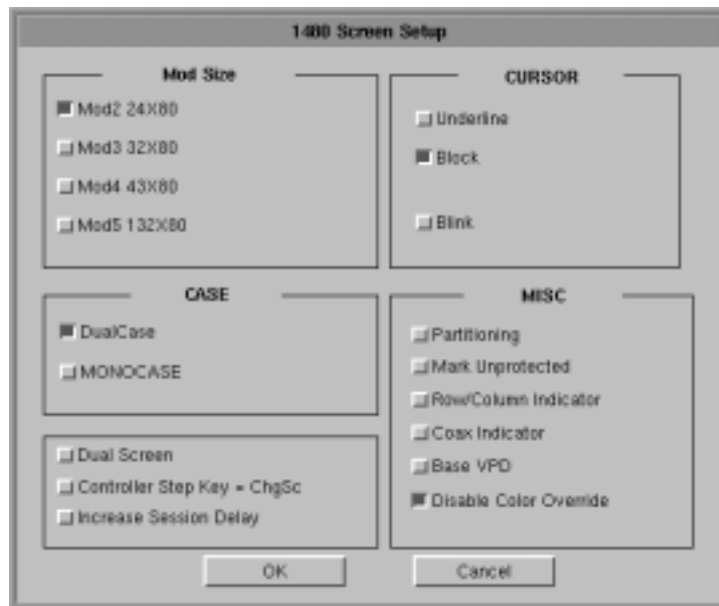 1480 Screen Setup
Mod Size
Mod2 24X80
Mod3 32X80
Mod4 43X80
Mod5 132X80
CURSOR
Underline
Block
Blink
CASE
DualCase
MONOCASE
MISC
Partitioning
Mark Unprotected
Row/Column Indicator
Coax Indicator
Base VPD
Disable Color Override
Dual Screen
Controller Step Key = ChgSc
Increase Session Delay
OK
Cancel